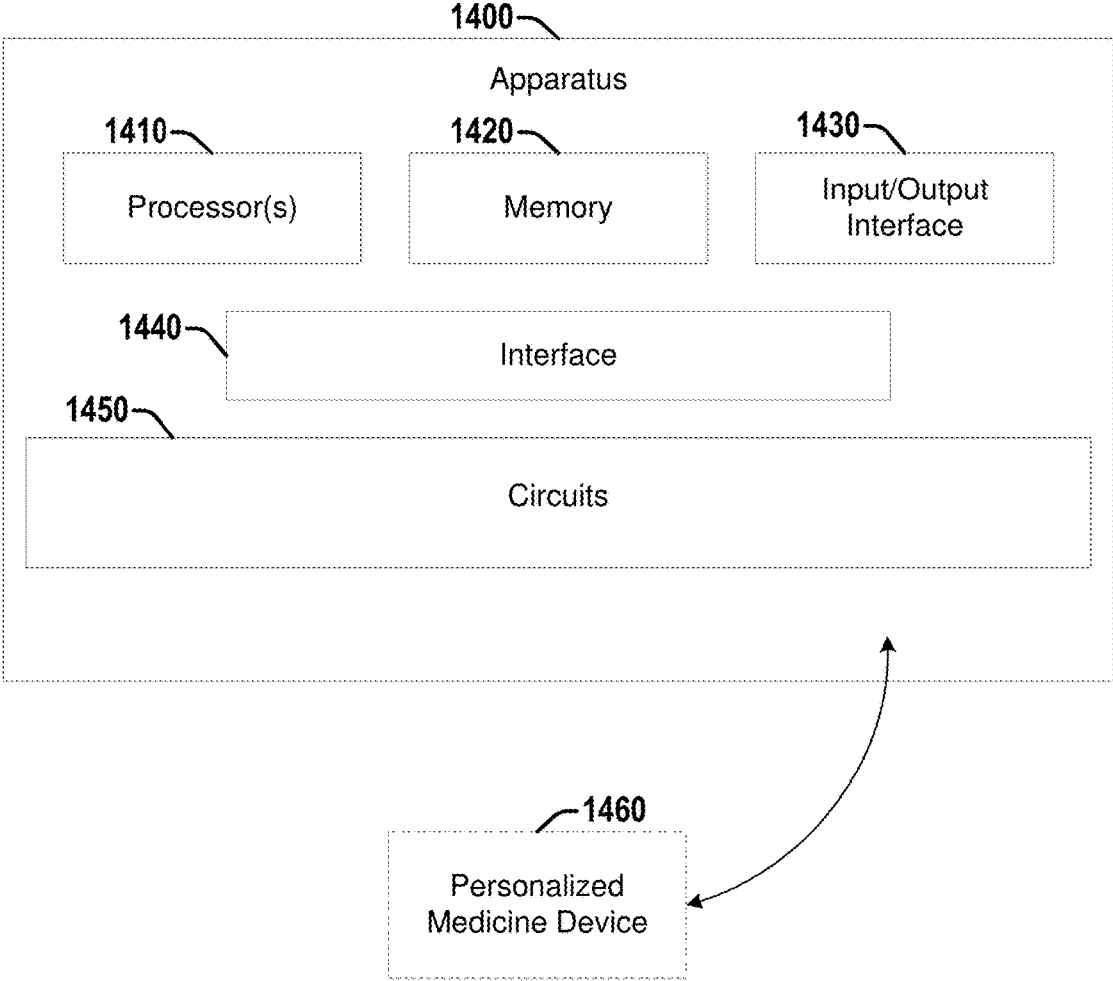 1400
Apparatus
1410
1420
1430
Processor(s)
Memory
Input/Output
Interface
1440
Interface
1450
Circuits
1460
Personalized
Medicine Device